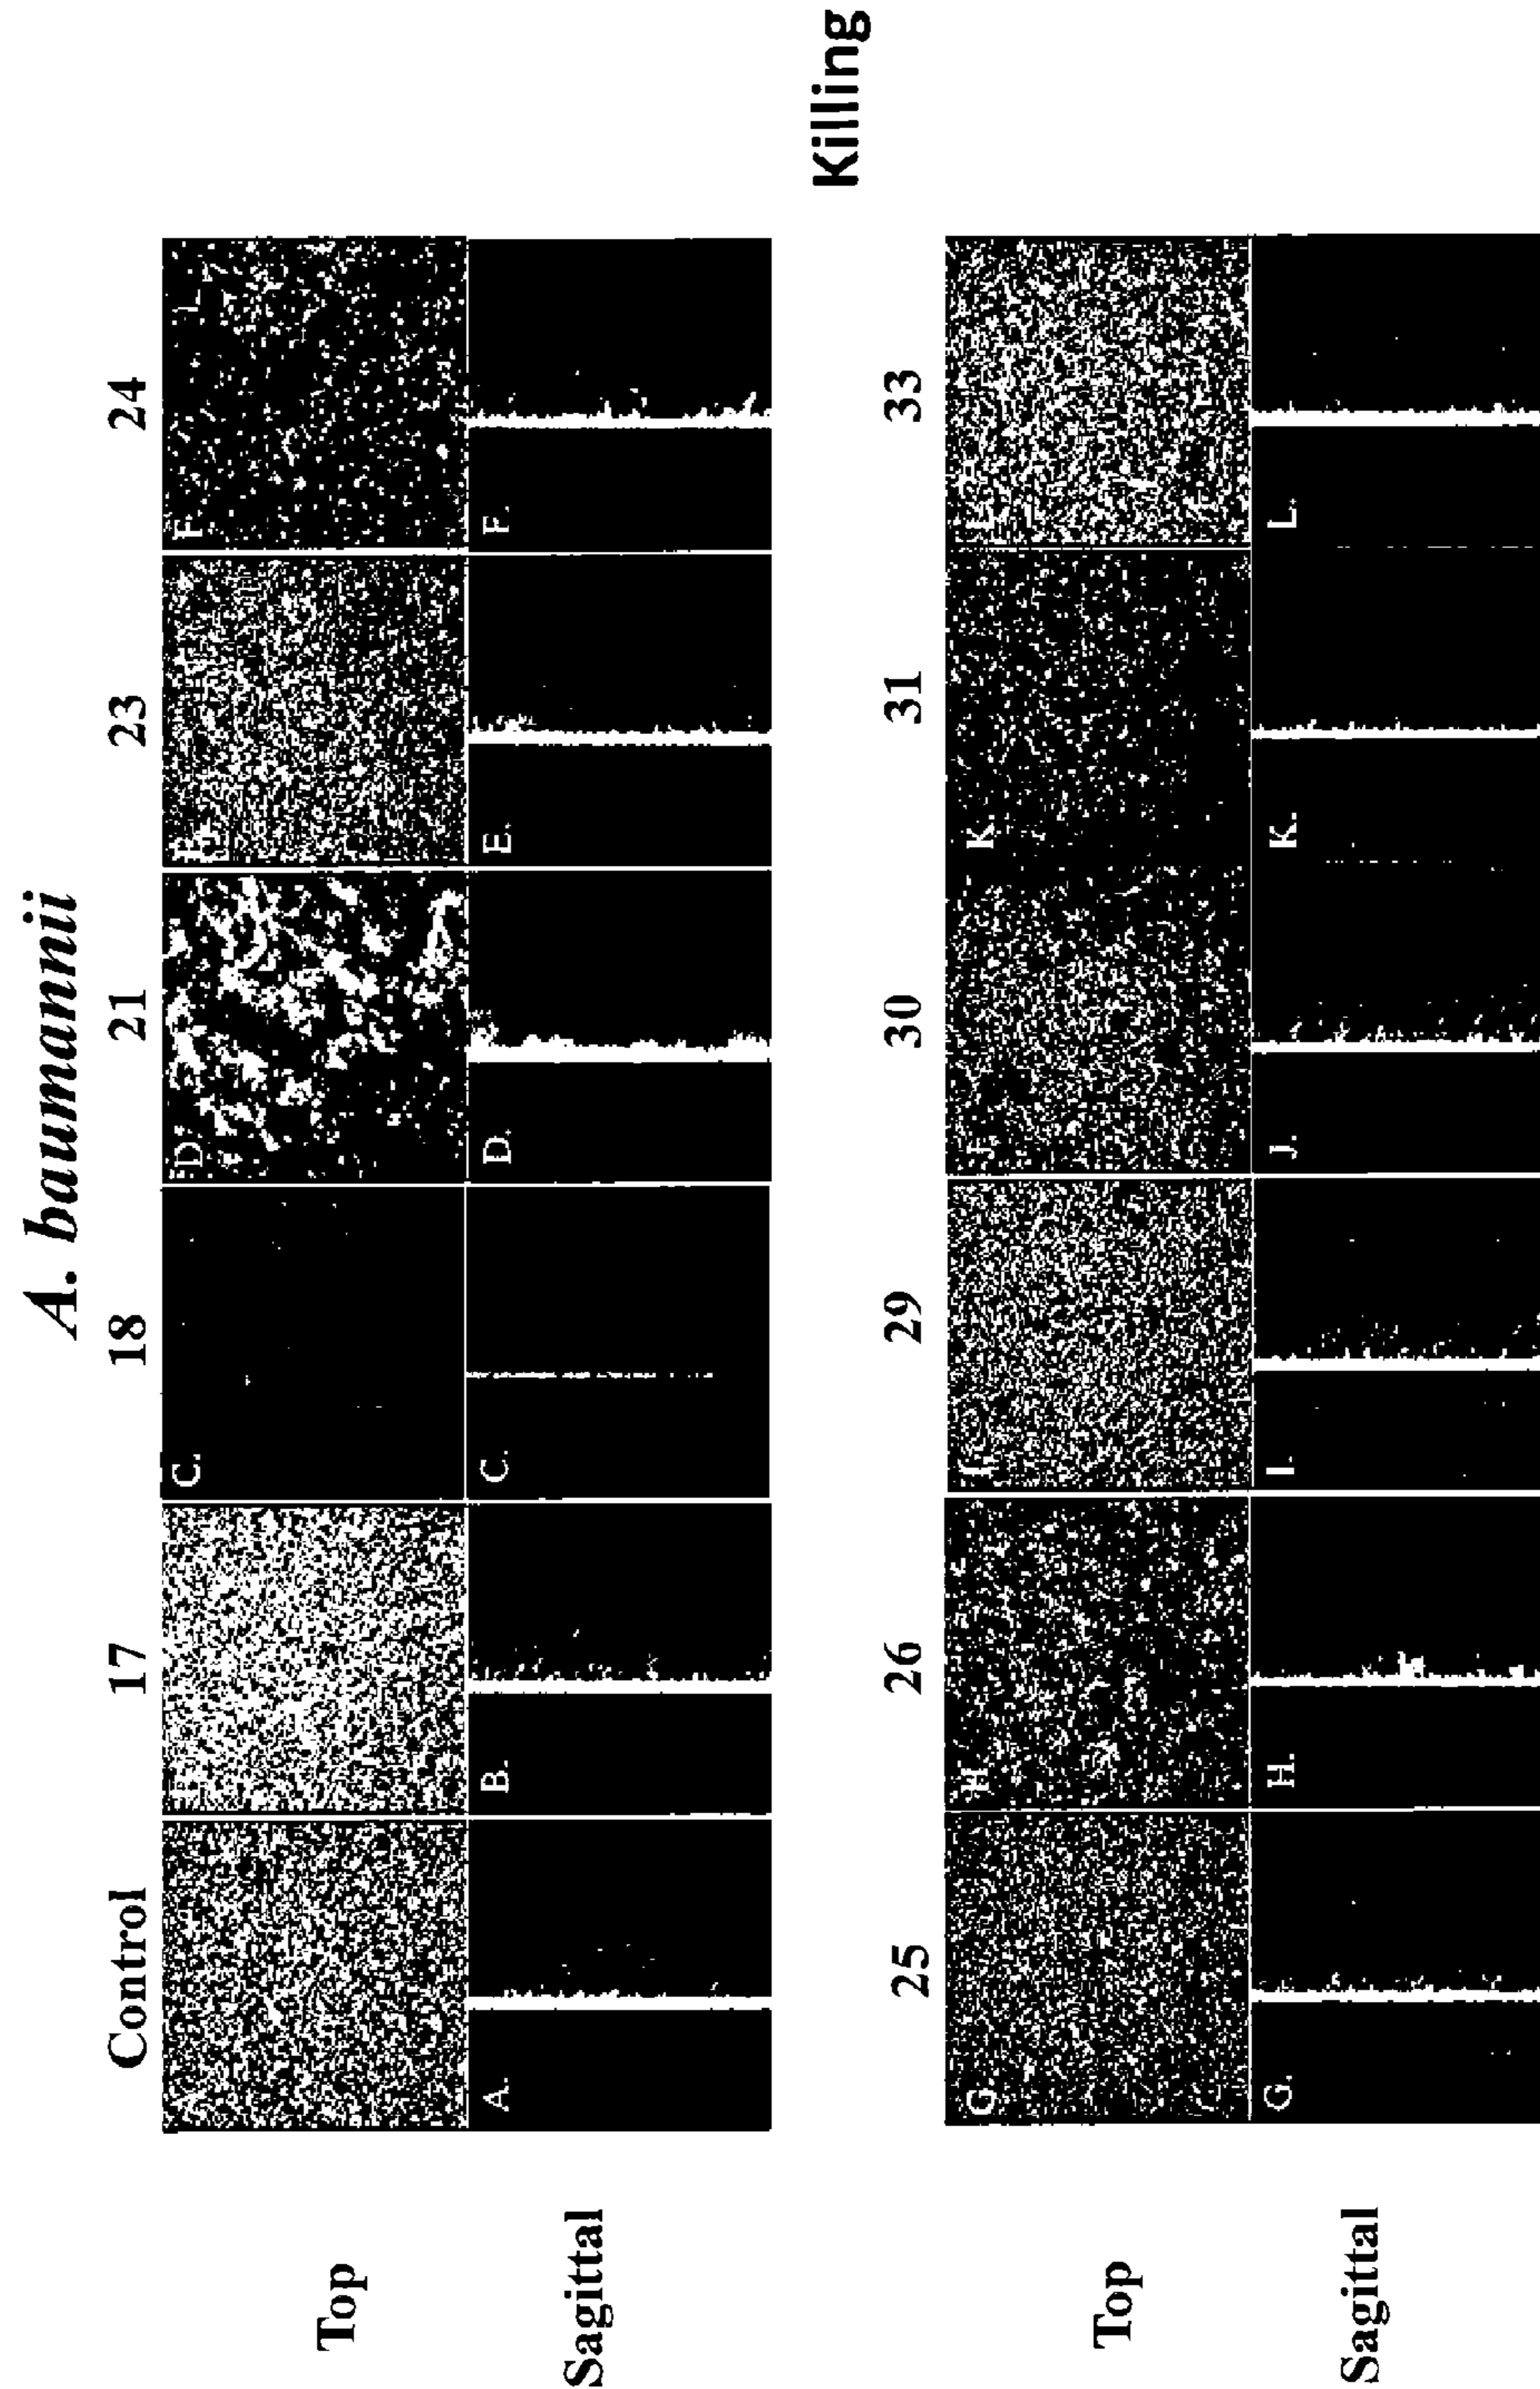 A. baumannii
Control 17 18 21 23 24
Top
C. D F
Sagittal
A. B. C. D. E. F.
Killing
25 26 29 30 31 33
Top
G H K. L
Sagittal
G. H. I. J. K. L.